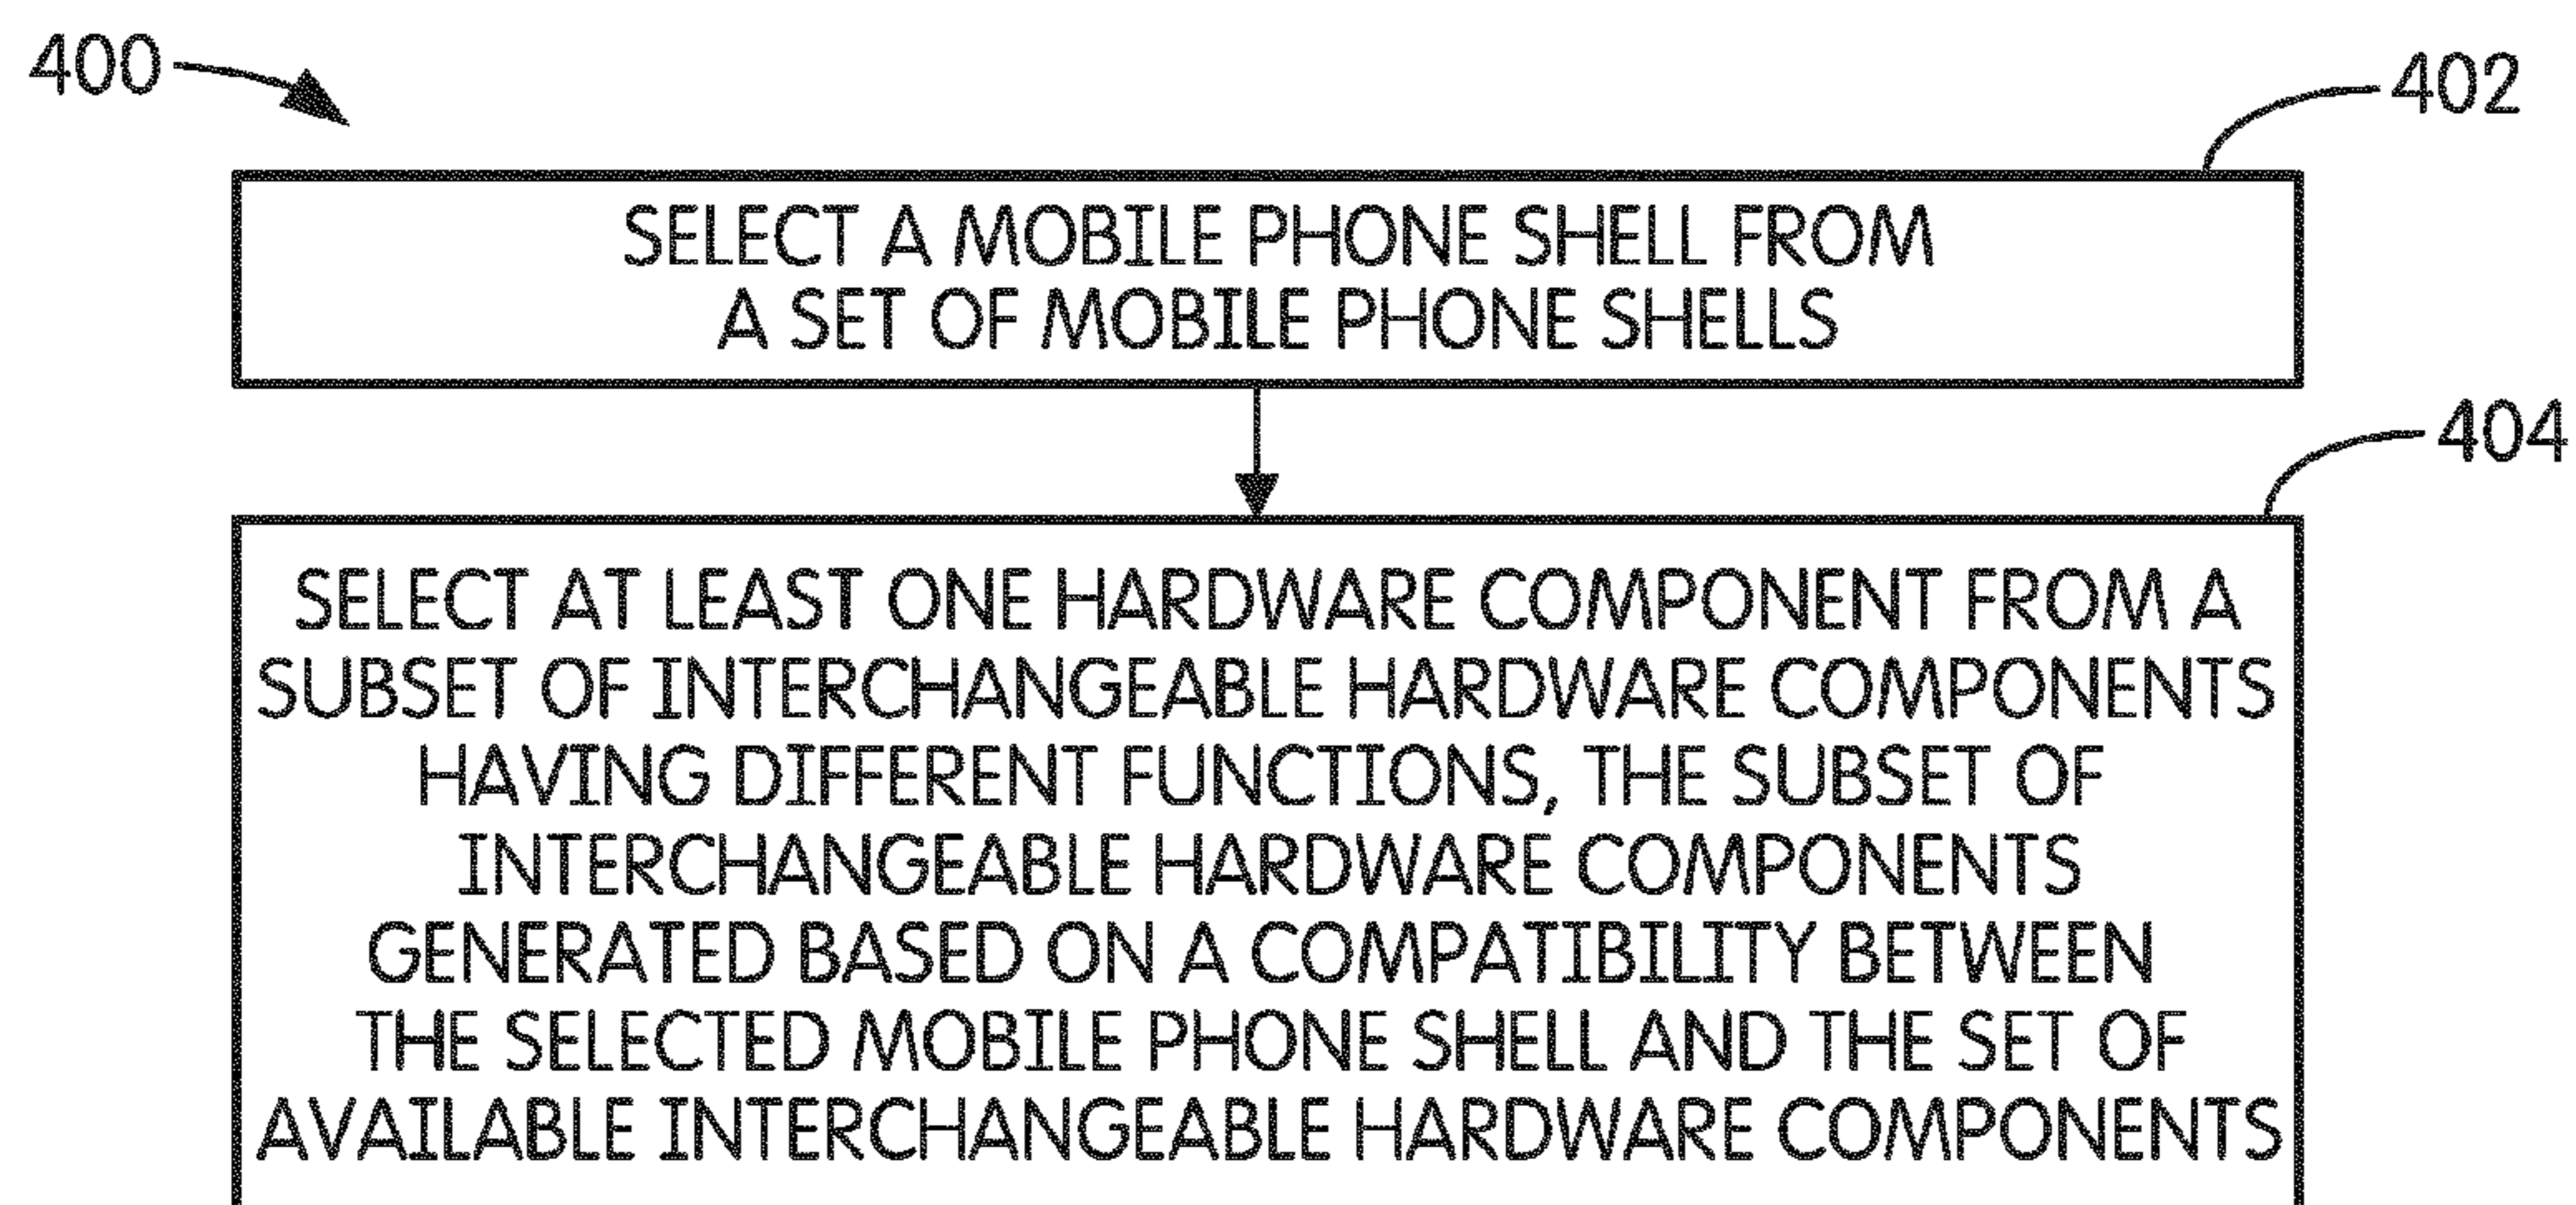 400
402
SELECT A MOBILE PHONE SHELL FROM
A SET OF MOBILE PHONE SHELLS
404
SELECT AT LEAST ONE HARDWARE COMPONENT FROM A
SUBSET OF INTERCHANGEABLE HARDWARE COMPONENTS
HAVING DIFFERENT FUNCTIONS, THE SUBSET OF
INTERCHANGEABLE HARDWARE COMPONENTS
GENERATED BASED ON A COMPATIBILITY BETWEEN
THE SELECTED MOBILE PHONE SHELL AND THE SET OF
AVAILABLE INTERCHANGEABLE HARDWARE COMPONENTS